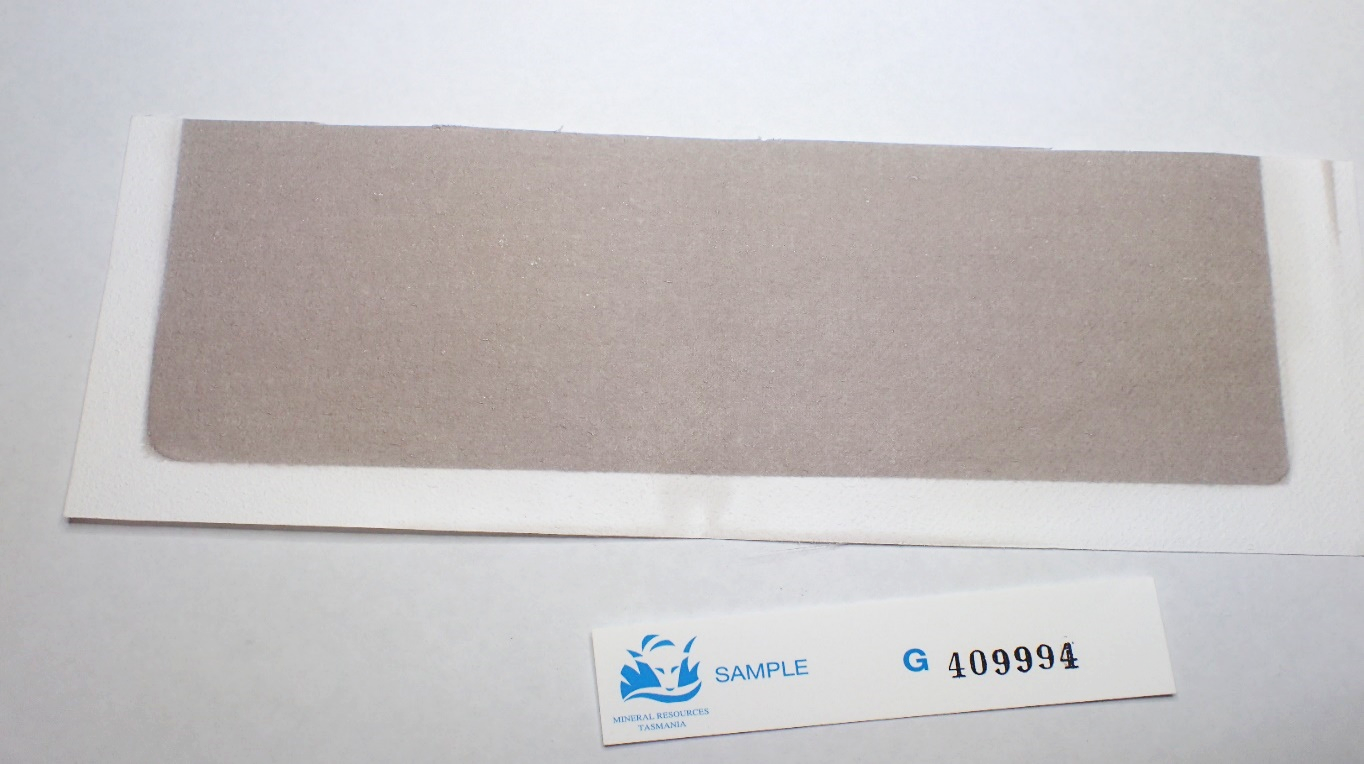 SAMPLE G 409994
MINERAL RESOURCES
TASMANIA